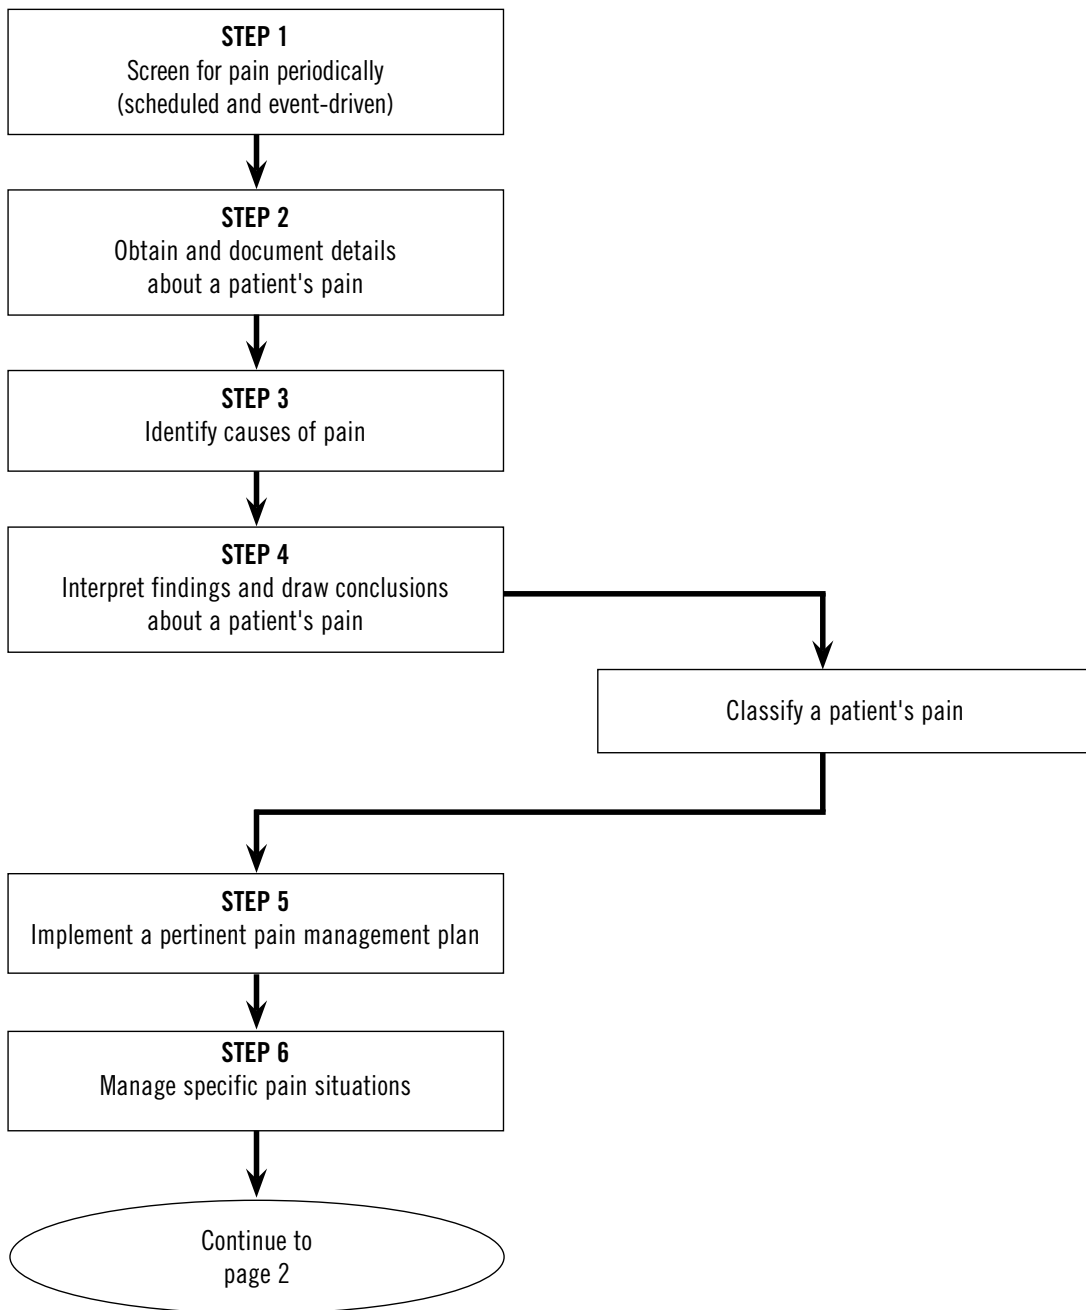 STEP 1
Screen for pain periodically
(scheduled and event-driven)
STEP 2
Obtain and document details
about a patient's pain
STEP 3
Identify causes of pain
STEP 4
Interpret findings and draw conclusions
about a patient's pain
Classify a patient's pain
STEP 5
Implement a pertinent pain management plan
STEP 6
Manage specific pain situations
Continue to
page 2